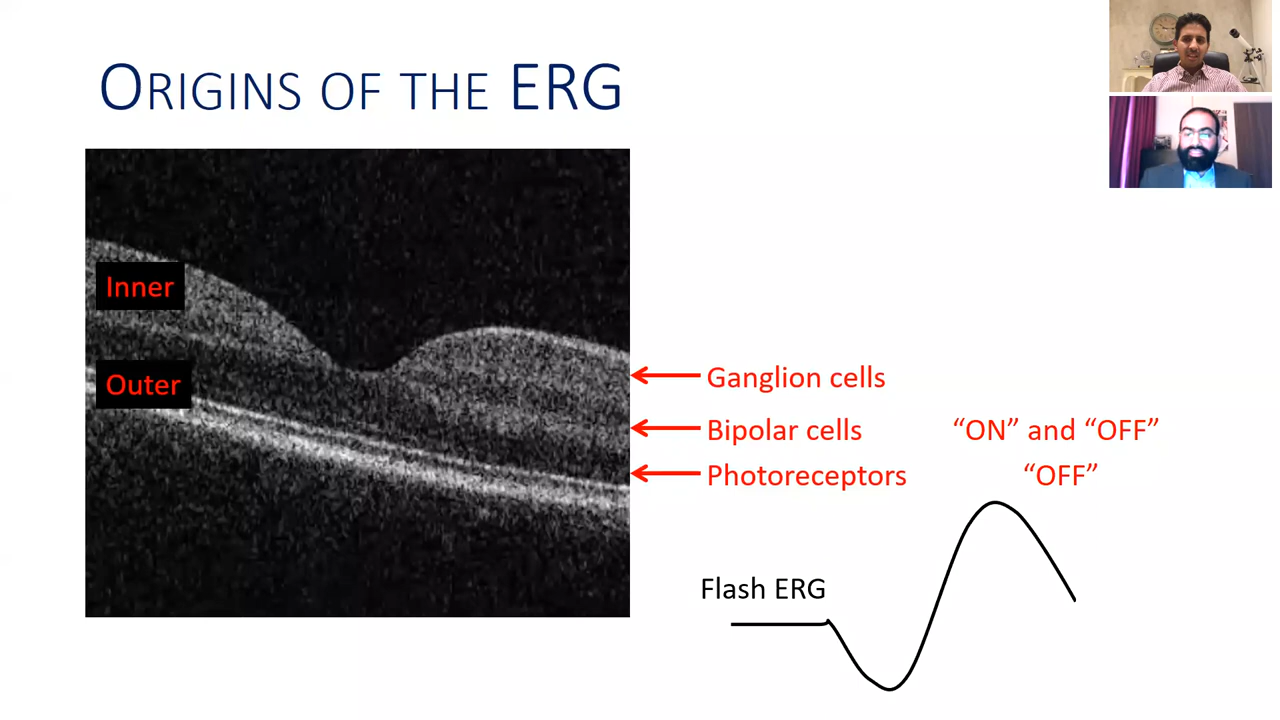 ORIGINS OF THE ERG
Inner
Outer
Ganglion cells
Bipolar cells “ON” and “OFF”
Photoreceptors “OFF”
Flash ERG